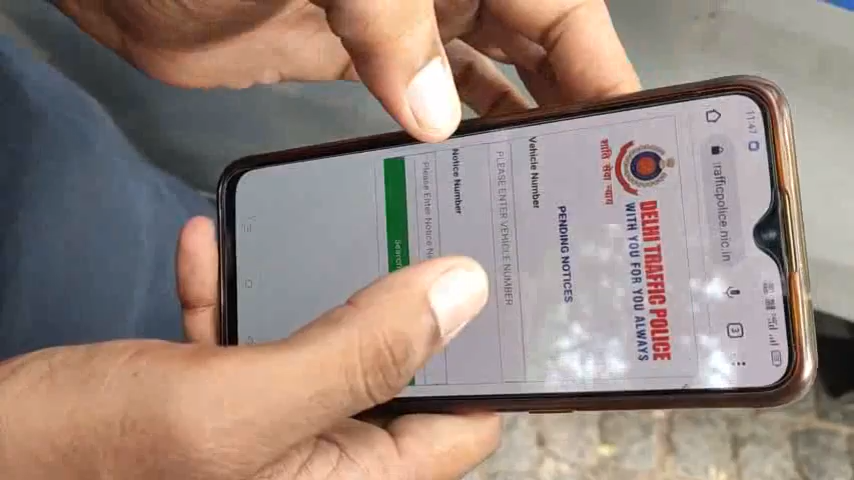 11:47
trafficpolice.nic.in
3
शान्ति सेवा न्याय
DELHI TRAFFIC POLICE
WITH YOU FOR YOU ALWAYS
PENDING NOTICES
Vehicle Number
PLEASE ENTER VEHICLE NUMBER
Notice Number
Please Enter Notice
Search